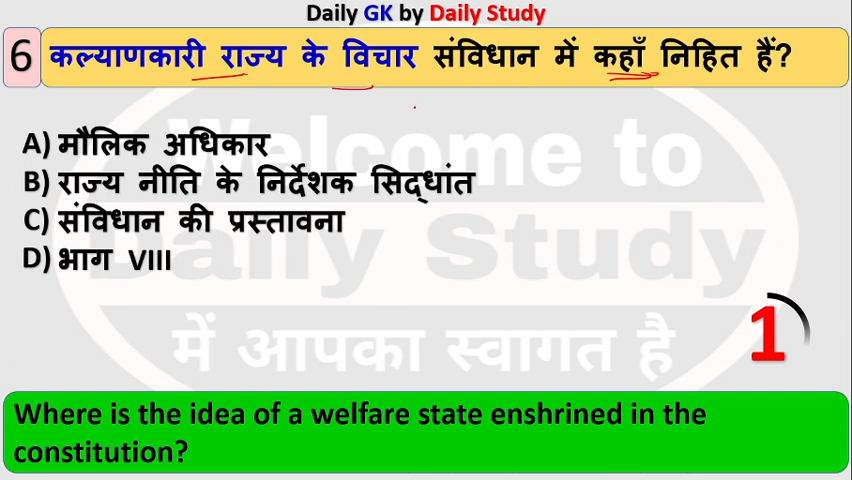 Daily GK by Daily Study
6 कल्याणकारी राज्य के विचार संविधान में कहाँ निहित हैं?
A) मौलिक अधिकार
B) राज्य नीति के निर्देशक सिद्धांत
C) संविधान की प्रस्तावना
D) भाग VIII
Welcome to
Daily Study
में आपका स्वागत है
1
Where is the idea of a welfare state enshrined in the
constitution?